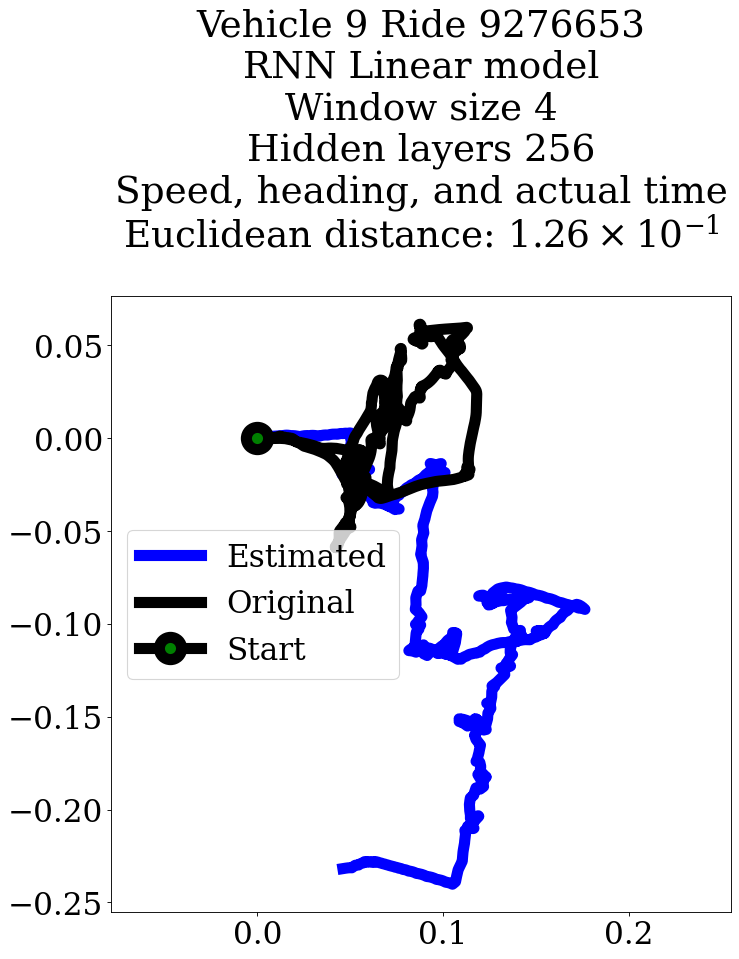 Vehicle 9 Ride 9276653
RNN Linear model
Window size 4
Hidden layers 256
Speed, heading, and actual time
Euclidean distance: $1.26 \times 10^{-1}$
0.05
0.00
−0.05
−0.10
−0.15
−0.20
−0.25
Estimated
Original
Start
0.0 0.1 0.2